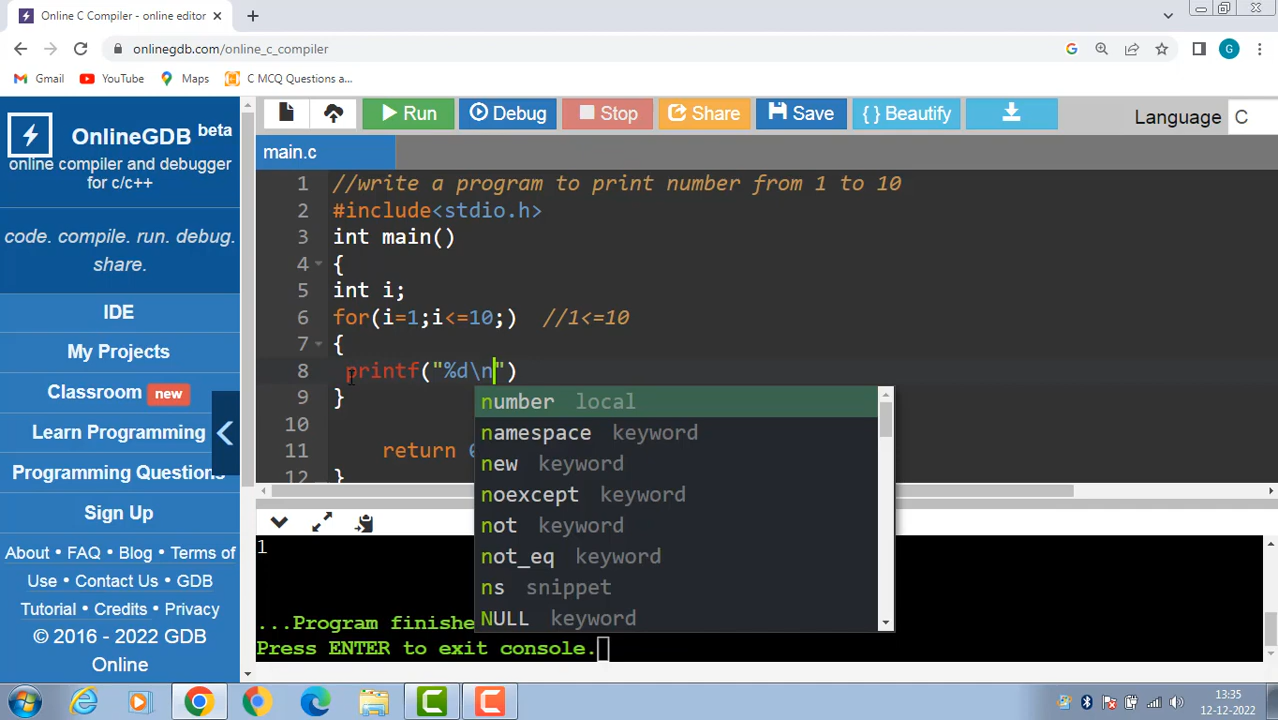 Online C Compiler - online editor
onlinegdb.com/online_c_compiler
G
Gmail YouTube Maps C MCQ Questions a...
OnlineGDB beta
online compiler and debugger
for c/c++
code. compile. run. debug.
share.
IDE
My Projects
Classroom new
Learn Programming
Programming Questions
Sign Up
About • FAQ • Blog • Terms of
Use • Contact Us • GDB
Tutorial • Credits • Privacy
© 2016 - 2022 GDB
Online
Run Debug Stop Share Save { } Beautify Language C
main.c
1 //write a program to print number from 1 to 10
2 #include<stdio.h>
3 int main()
4 {
5 int i;
6 for(i=1;i<=10;) //1<=10
7 {
8 printf("%d\n")
9 }
10
11 return
12 }
number local
namespace keyword
new keyword
noexcept keyword
not keyword
not_eq keyword
ns snippet
NULL keyword
1
...Program finishe
Press ENTER to exit console.
13:35
12-12-2022